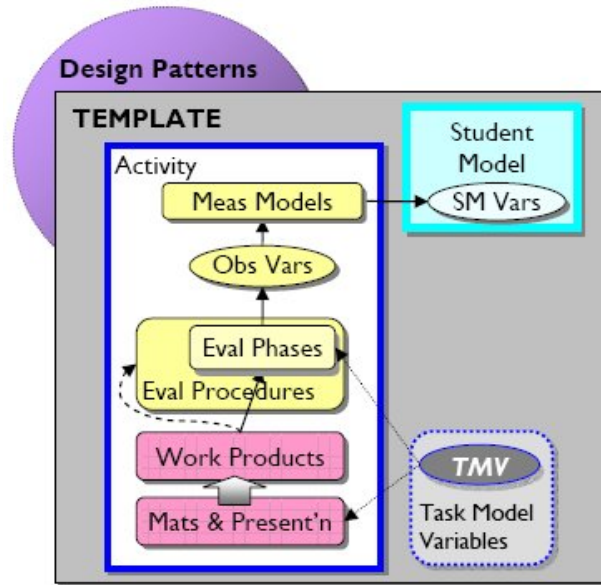 Design Patterns
TEMPLATE
Student
Model
SM Vars
Activity
Meas Models
Obs Vars
Eval Phases
Eval Procedures
Work Products
Mats & Present'n
TMV
Task Model
Variables